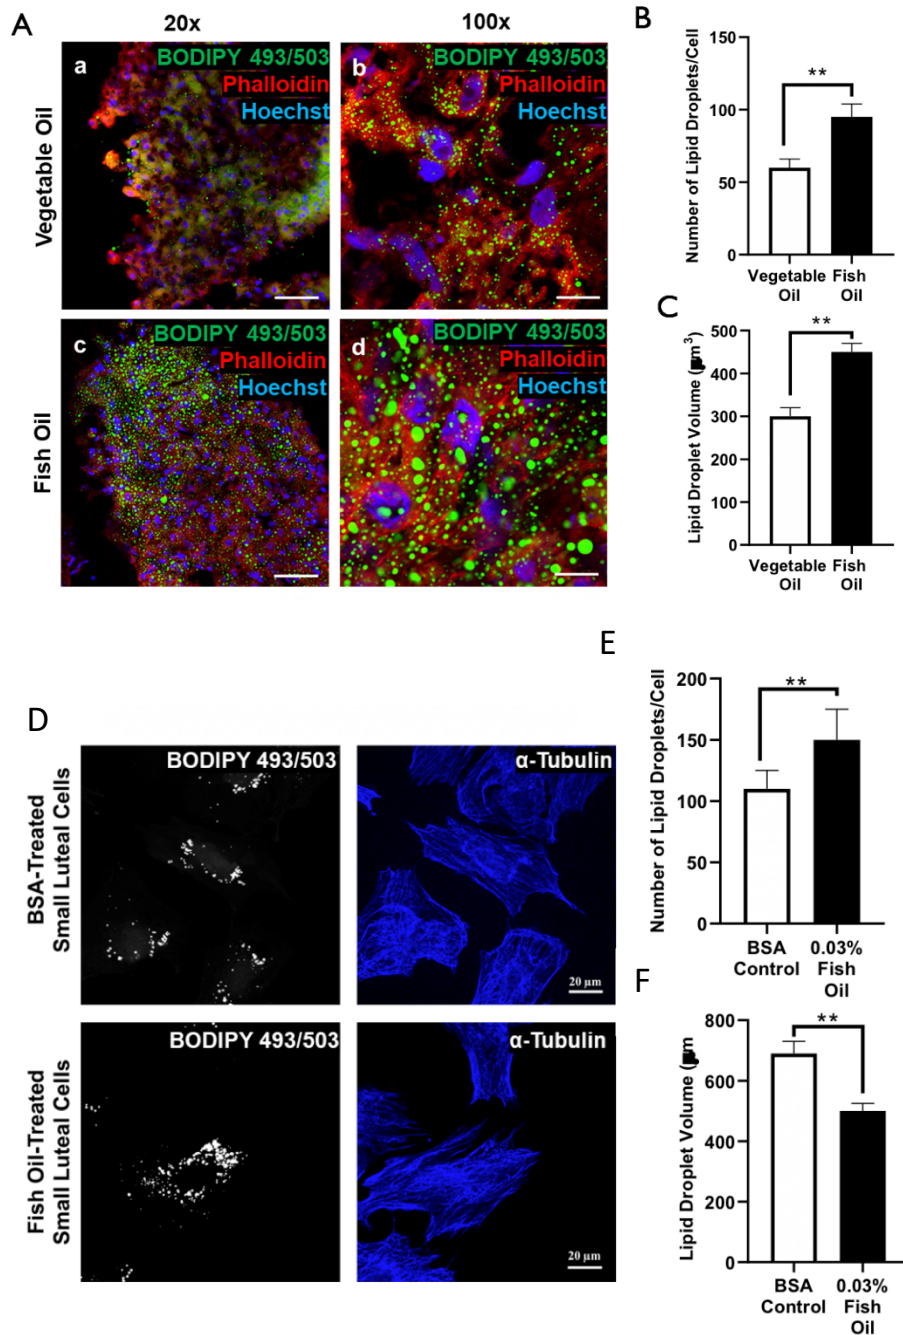 A
20x
100x
Vegetable Oil
a
BODIPY 493/503
Phalloidin
Hoechst
b
BODIPY 493/503
Phalloidin
Hoechst
Fish Oil
c
BODIPY 493/503
Phalloidin
Hoechst
d
BODIPY 493/503
Phalloidin
Hoechst
B
Number of Lipid Droplets/Cell
150
100
50
0
**
Vegetable
Oil
Fish
Oil
C
Lipid Droplet Volume (µm³)
500
400
300
200
100
0
**
Vegetable
Oil
Fish
Oil
D
BSA-Treated
Small Luteal Cells
BODIPY 493/503
α-Tubulin
20 µm
Fish Oil-Treated
Small Luteal Cells
BODIPY 493/503
α-Tubulin
20 µm
E
Number of Lipid Droplets/Cell
200
150
100
50
0
**
BSA
Control
0.03%
Fish
Oil
F
Lipid Droplet Volume (µm
800
600
400
200
0
**
BSA
Control
0.03%
Fish
Oil